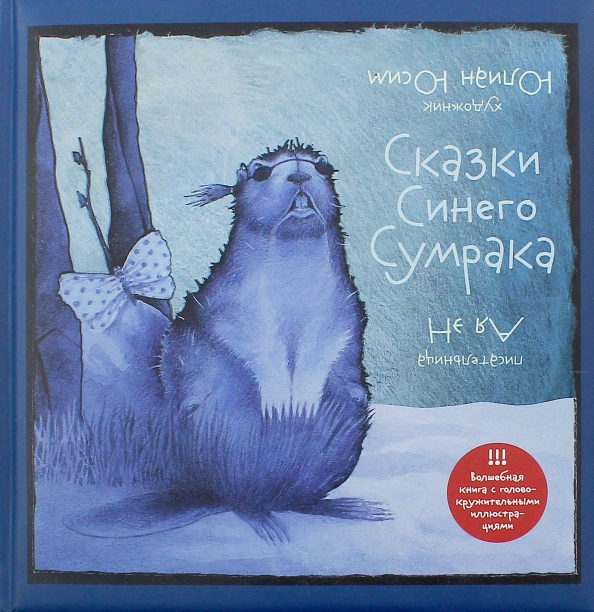 художник
Юлиан Юсим
Сказки
Синего
Сумрака
писательница
Ая эН
!!!
Волшебная
книга с голово-
кружительными
иллюстра-
циями